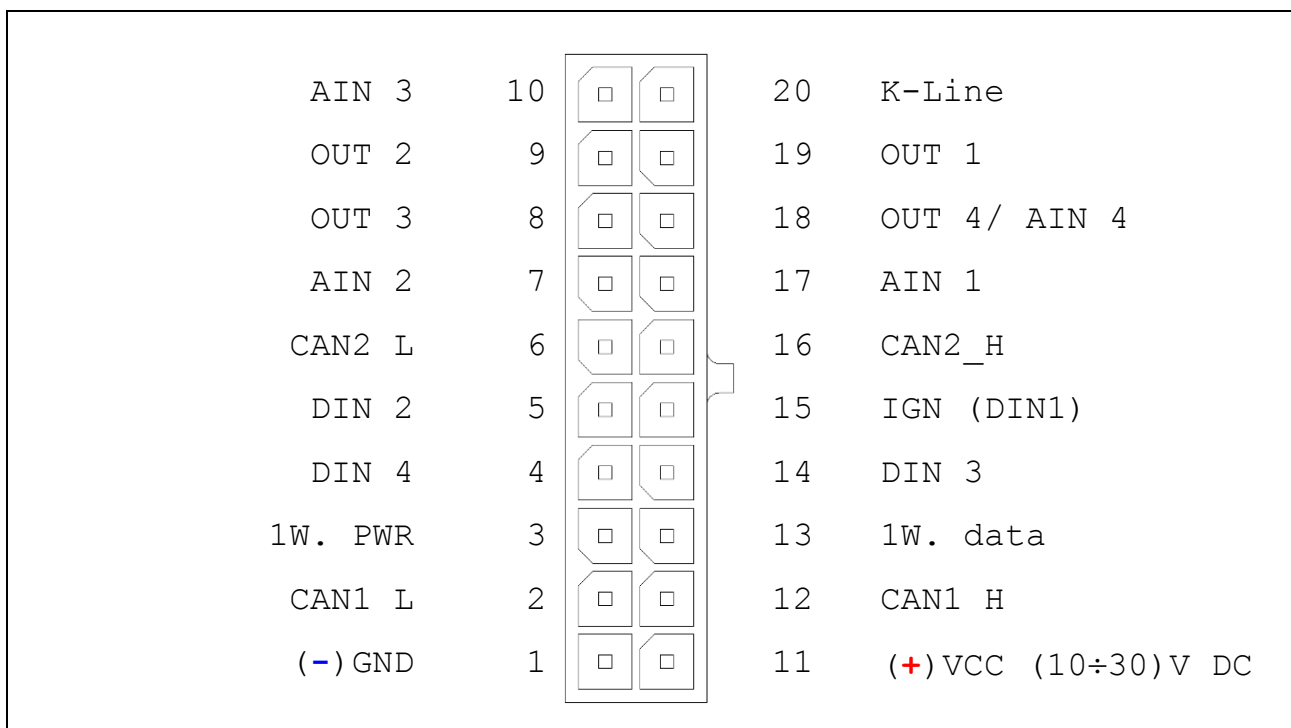 AIN 3 10 20 K-Line
OUT 2 9 19 OUT 1
OUT 3 8 18 OUT 4/ AIN 4
AIN 2 7 17 AIN 1
CAN2 L 6 16 CAN2_H
DIN 2 5 15 IGN (DIN1)
DIN 4 4 14 DIN 3
1W. PWR 3 13 1W. data
CAN1 L 2 12 CAN1 H
(-)GND 1 11 (+)VCC (10÷30)V DC